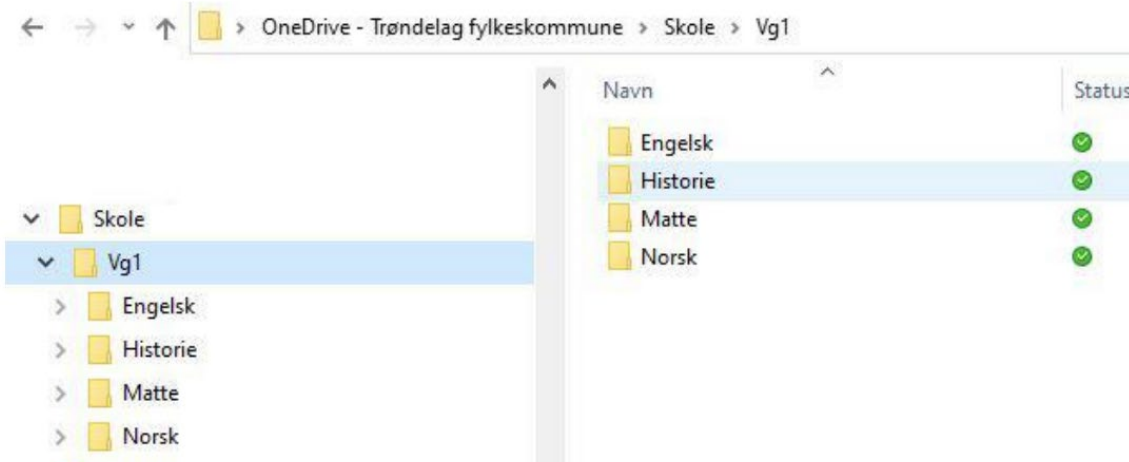 OneDrive - Trøndelag fylkeskommune > Skole > Vg1
Navn Status
Engelsk
Historie
Matte
Norsk
Skole
Vg1
Engelsk
Historie
Matte
Norsk